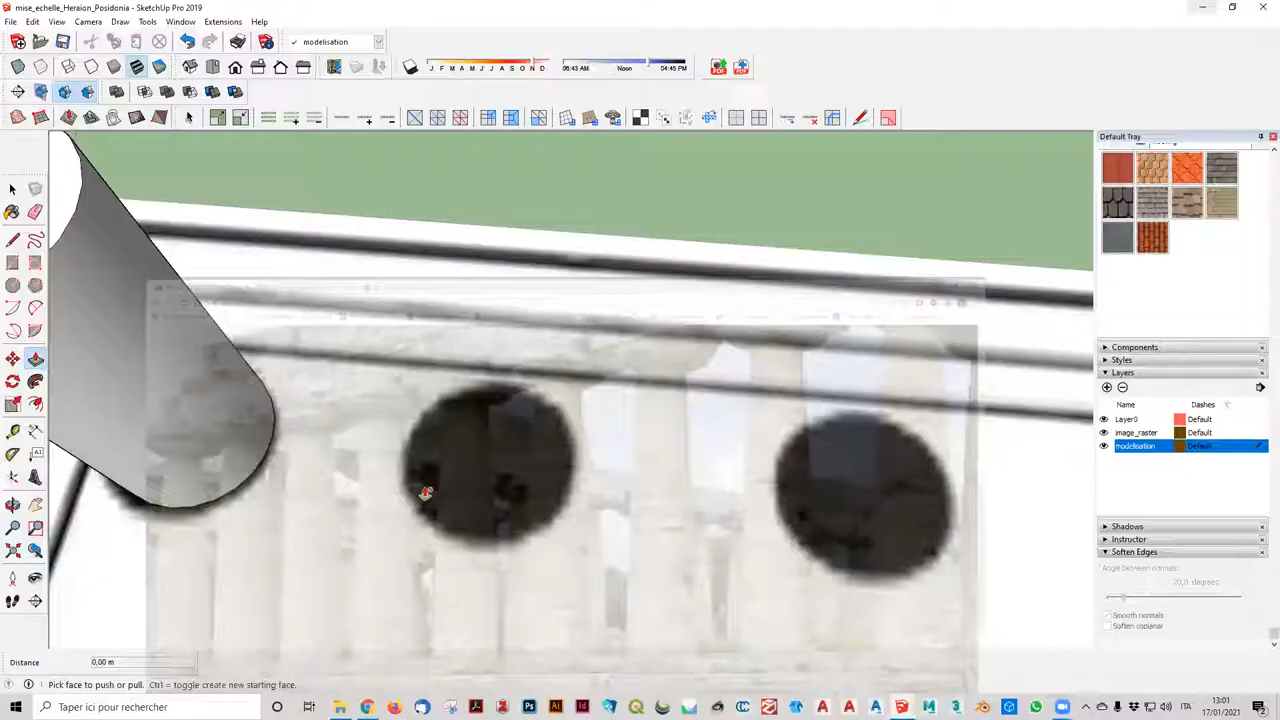 mise_echelle_Heraion_Posidonia - SketchUp Pro 2019
File Edit View Camera Draw Tools Window Extensions Help
modelisation
J F M A M J J A S O N D
06:43 AM Noon 04:45 PM
PDF
Default Tray
Components
Styles
Layers
Name Dashes
Layer0 Default
image_raster Default
modelisation Default
Shadows
Instructor
Soften Edges
Angle between normals:
20,0 degrees
Smooth normals
Soften coplanar
Distance 0,00 m
Pick face to push or pull. Ctrl = toggle create new starting face.
Taper ici pour rechercher
ITA
13:01
17/01/2021